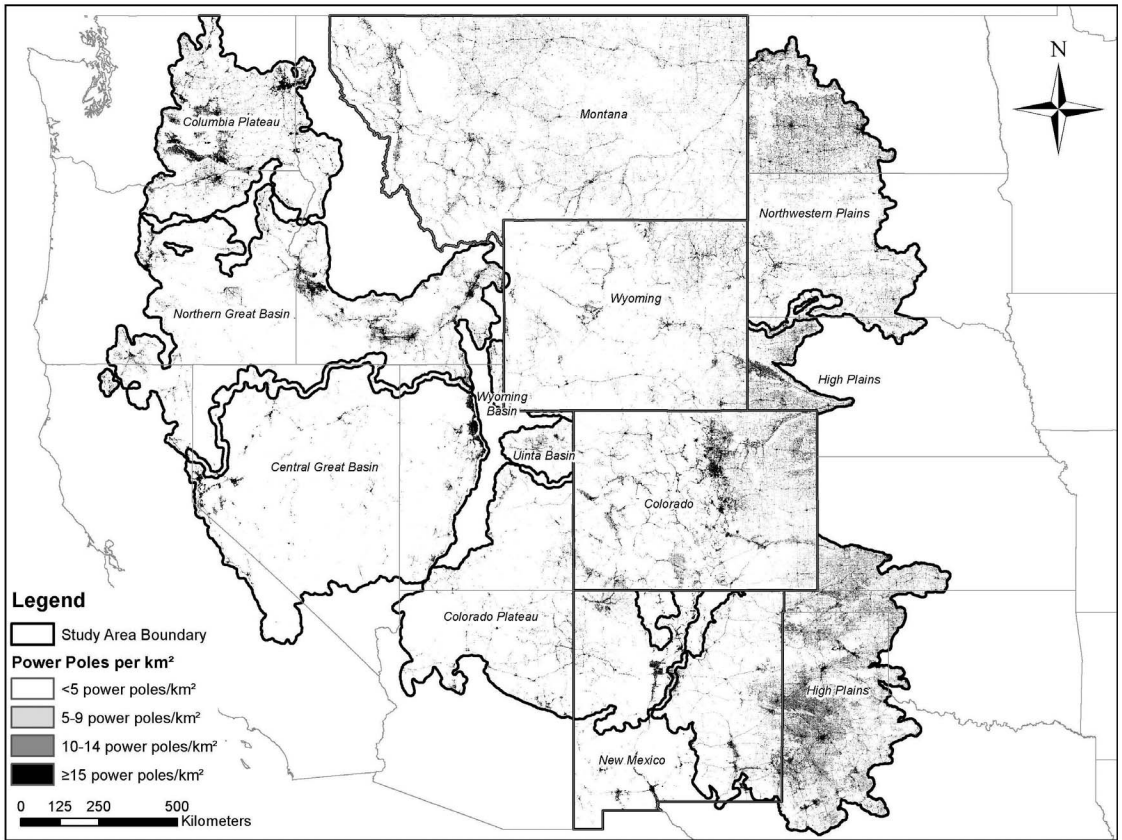 N
Columbia Plateau
Montana
Northwestern Plains
Northern Great Basin
Wyoming
High Plains
Wyoming
Basin
Uinta Basin
Central Great Basin
Colorado
Colorado Plateau
High Plains
New Mexico
Legend
Study Area Boundary
Power Poles per km²
<5 power poles/km²
5-9 power poles/km²
10-14 power poles/km²
≥15 power poles/km²
0 125 250 500
Kilometers